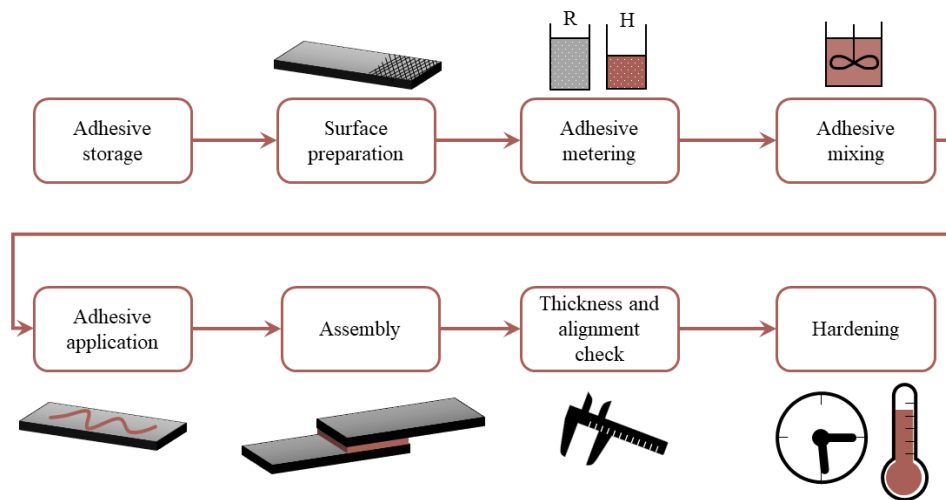 R H
Adhesive
storage
Surface
preparation
Adhesive
metering
Adhesive
mixing
Adhesive
application
Assembly
Thickness and
alignment
check
Hardening